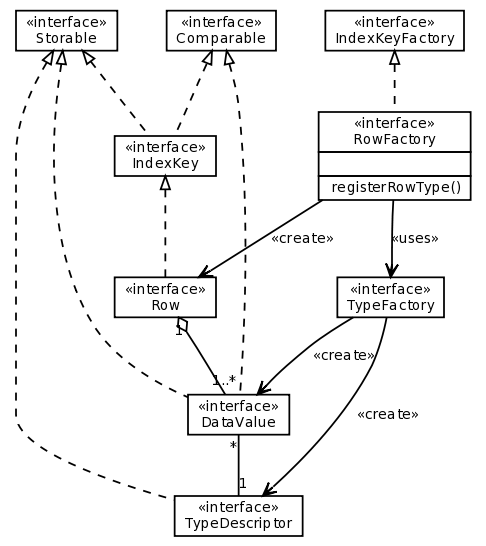 «interface»
Storable
«interface»
Comparable
«interface»
IndexKeyFactory
«interface»
IndexKey
«interface»
RowFactory
registerRowType()
«create»
«uses»
«interface»
Row
«interface»
TypeFactory
1
«create»
1..*
«interface»
DataValue
«create»
*
1
«interface»
TypeDescriptor